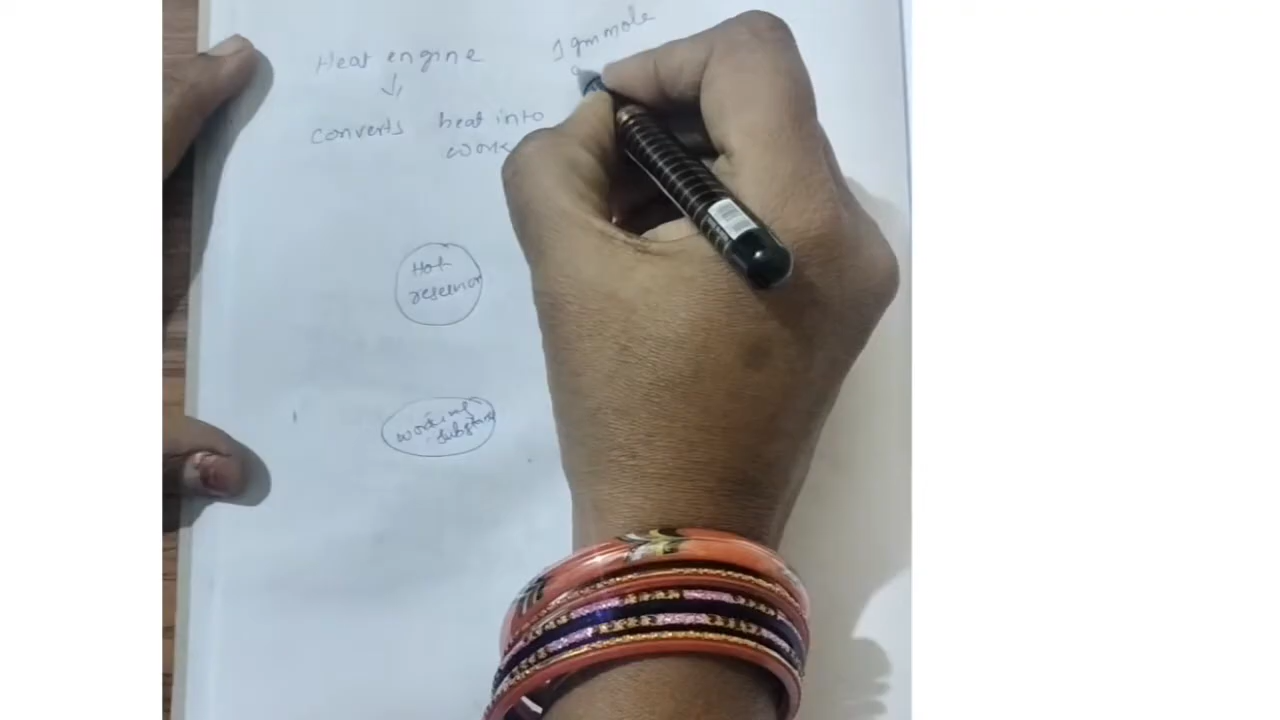 Heat engine
1 gm mole
converts heat into
work
Hot
reservoir
working
substance